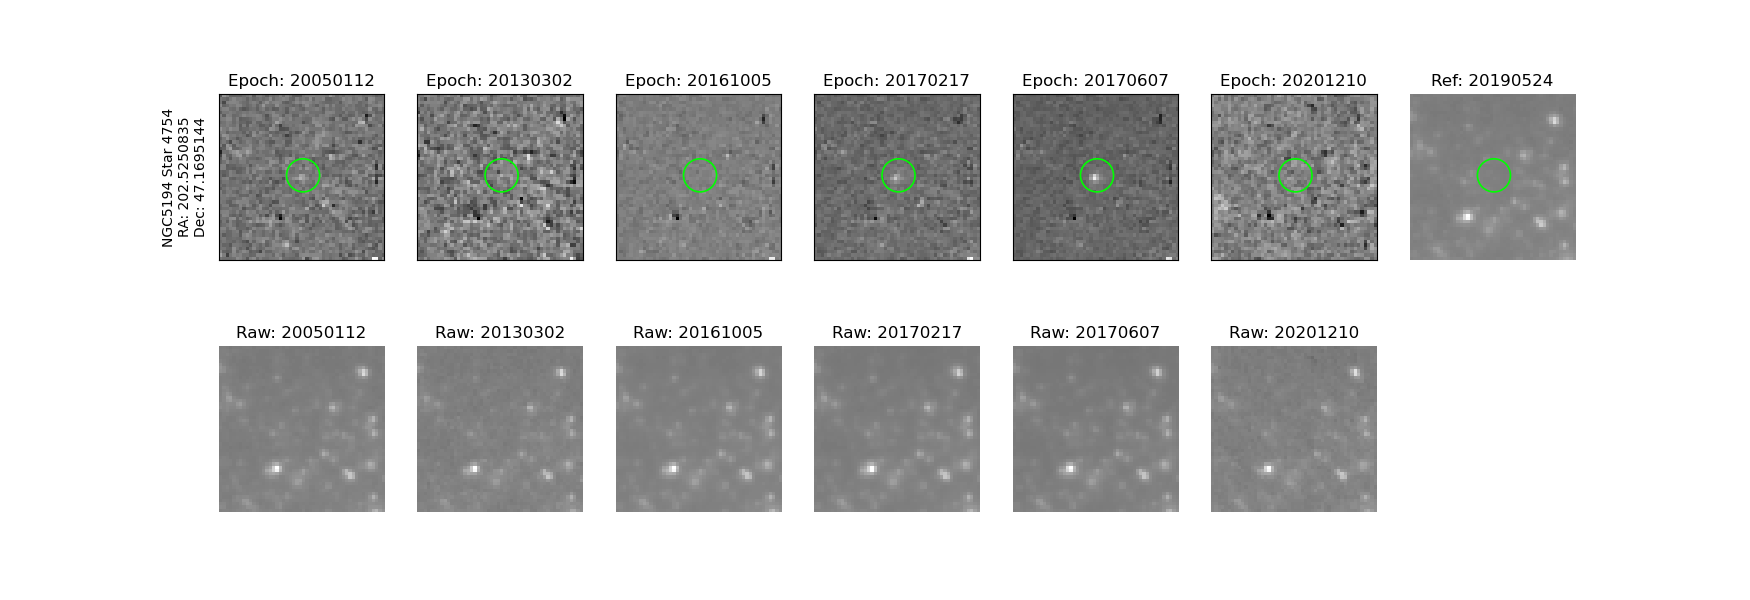 Epoch: 20050112
Epoch: 20130302
Epoch: 20161005
Epoch: 20170217
Epoch: 20170607
Epoch: 20201210
Ref: 20190524
NGC5194 Star 4754
RA: 202.5250835
Dec: 47.1695144
Raw: 20050112
Raw: 20130302
Raw: 20161005
Raw: 20170217
Raw: 20170607
Raw: 20201210